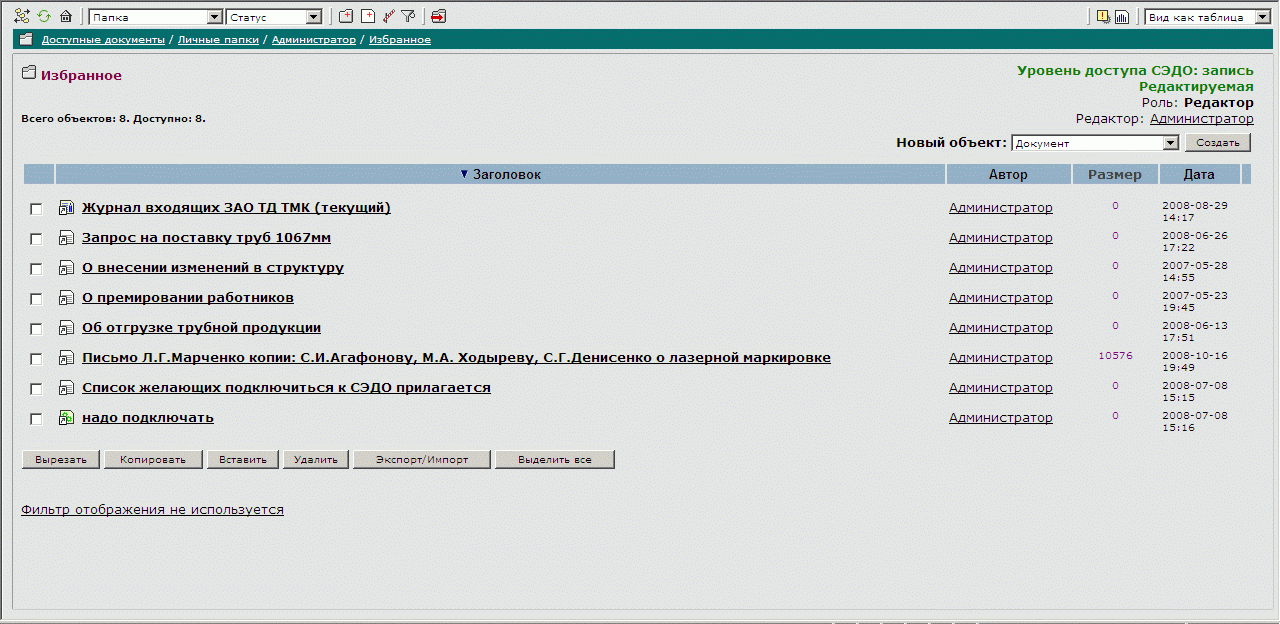 Папка Статус Вид как таблица
Доступные документы / Личные папки / Администратор / Избранное
Избранное
Уровень доступа СЭДО: запись
Редактируемая
Роль: Редактор
Всего объектов: 8. Доступно: 8.
Редактор: Администратор
Новый объект: Документ Создать
▼ Заголовок Автор Размер Дата
Журнал входящих ЗАО ТД ТМК (текущий) Администратор 0 2008-08-29 14:17
Запрос на поставку труб 1067мм Администратор 0 2008-06-26 17:22
О внесении изменений в структуру Администратор 0 2007-05-28 14:55
О премировании работников Администратор 0 2007-05-23 19:45
Об отгрузке трубной продукции Администратор 0 2008-06-13 17:51
Письмо Л.Г.Марченко копии: С.И.Агафонову, М.А. Ходыреву, С.Г.Денисенко о лазерной маркировке Администратор 10576 2008-10-16 19:49
Список желающих подключиться к СЭДО прилагается Администратор 0 2008-07-08 15:15
надо подключать Администратор 0 2008-07-08 15:16
Вырезать Копировать Вставить Удалить Экспорт/Импорт Выделить все
Фильтр отображения не используется